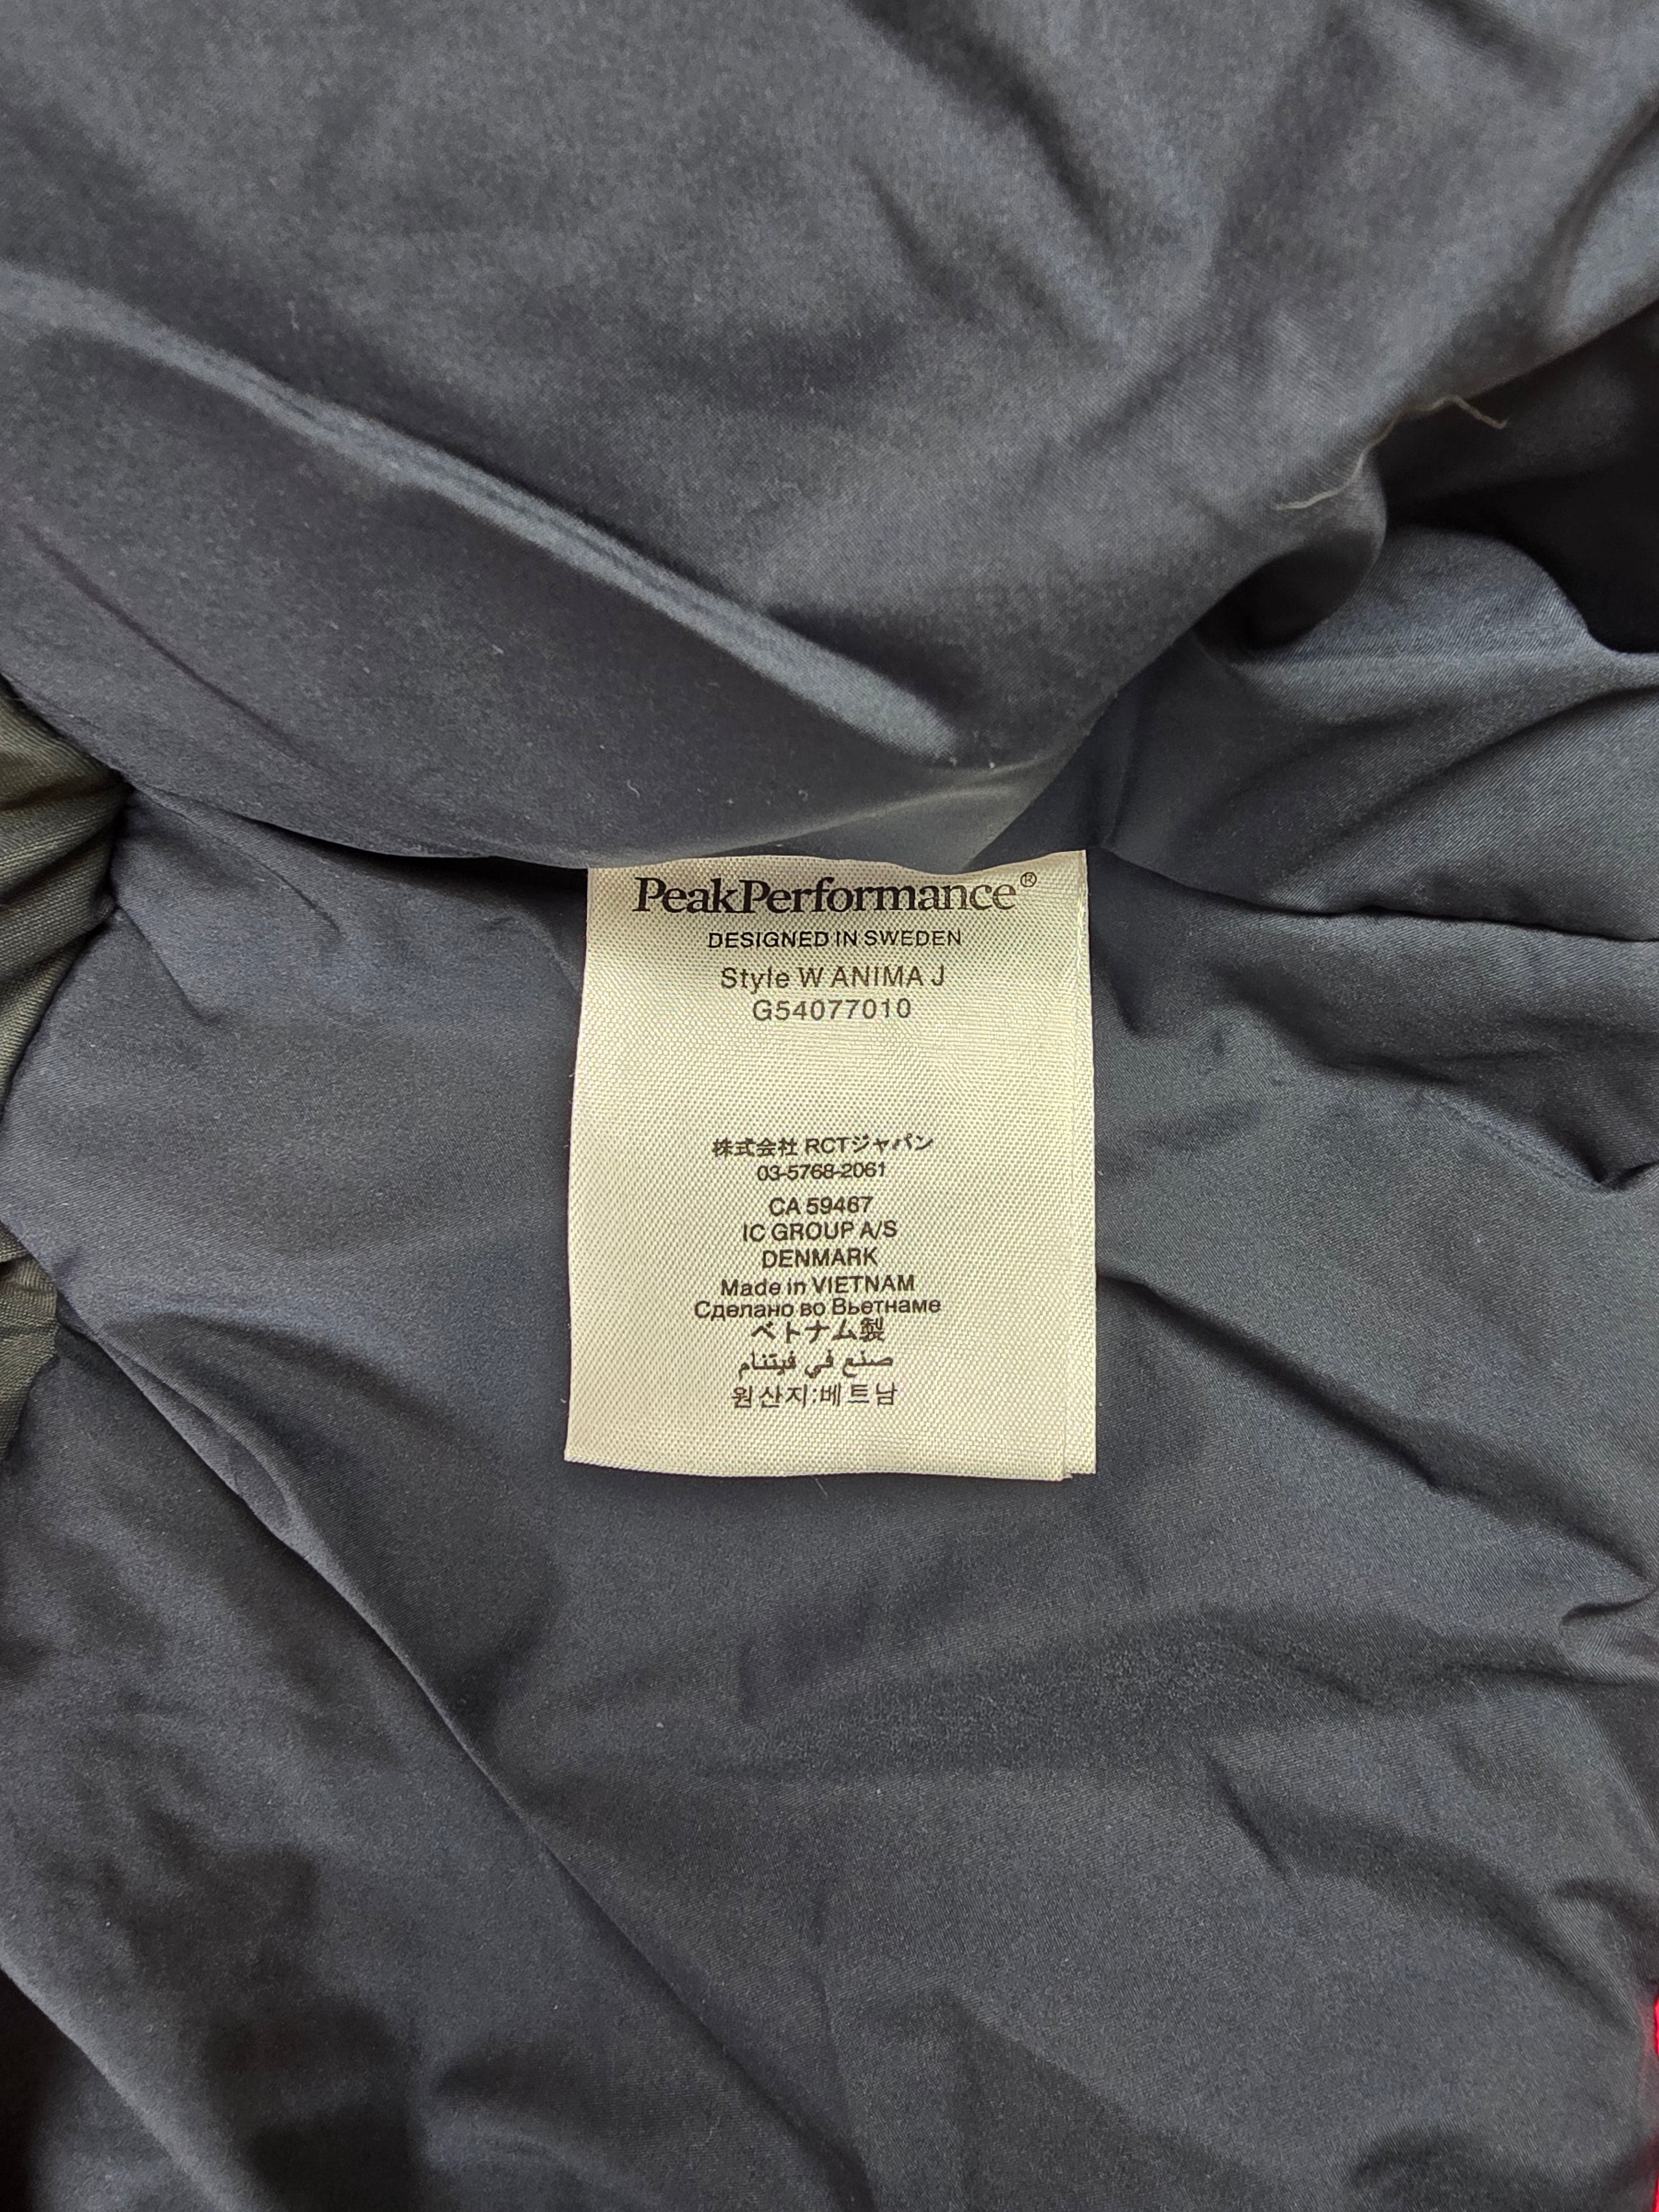 PeakPerformance®
DESIGNED IN SWEDEN
Style W ANIMA J
G54077010
株式会社 RCTジャパン
03-5768-2061
CA 59467
IC GROUP A/S
DENMARK
Made in VIETNAM
Сделано во Вьетнаме
ベトナム製
صنع في فيتنام
원산지:베트남